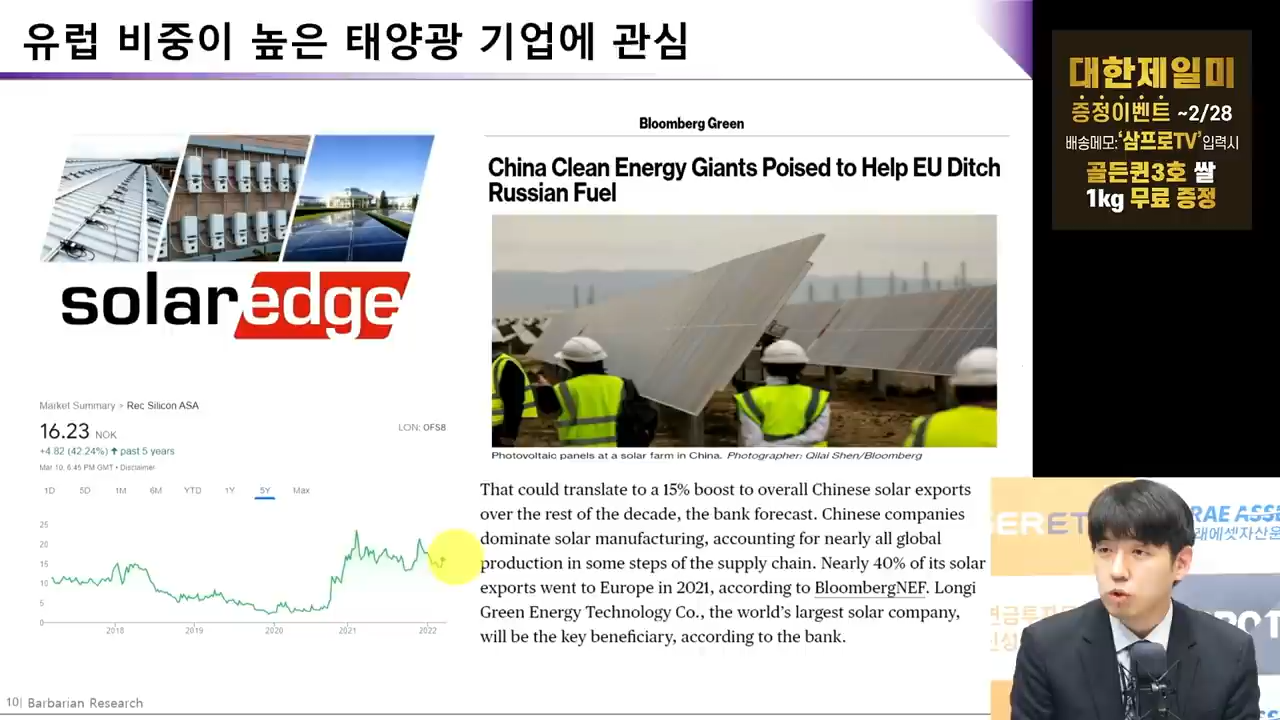 유럽 비중이 높은 태양광 기업에 관심
solaredge
Market Summary > Rec Silicon ASA
16.23 NOK
LON: OFS8
+4.82 (42.24%) ↑ past 5 years
Mar 10, 6:45 PM GMT • Disclaimer
1D 5D 1M 6M YTD 1Y 5Y Max
25
20
15
10
5
0
2018 2019 2020 2021 2022
Bloomberg Green
China Clean Energy Giants Poised to Help EU Ditch
Russian Fuel
Photovoltaic panels at a solar farm in China. Photographer: Qilai Shen/Bloomberg
That could translate to a 15% boost to overall Chinese solar exports
over the rest of the decade, the bank forecast. Chinese companies
dominate solar manufacturing, accounting for nearly all global
production in some steps of the supply chain. Nearly 40% of its solar
exports went to Europe in 2021, according to BloombergNEF. Longi
Green Energy Technology Co., the world's largest solar company,
will be the key beneficiary, according to the bank.
10| Barbarian Research
대한제일미
증정이벤트 ~2/28
배송메모:'삼프로TV'입력시
골든퀸3호 쌀
1kg 무료 증정
RAE ASSE
래에셋자산운